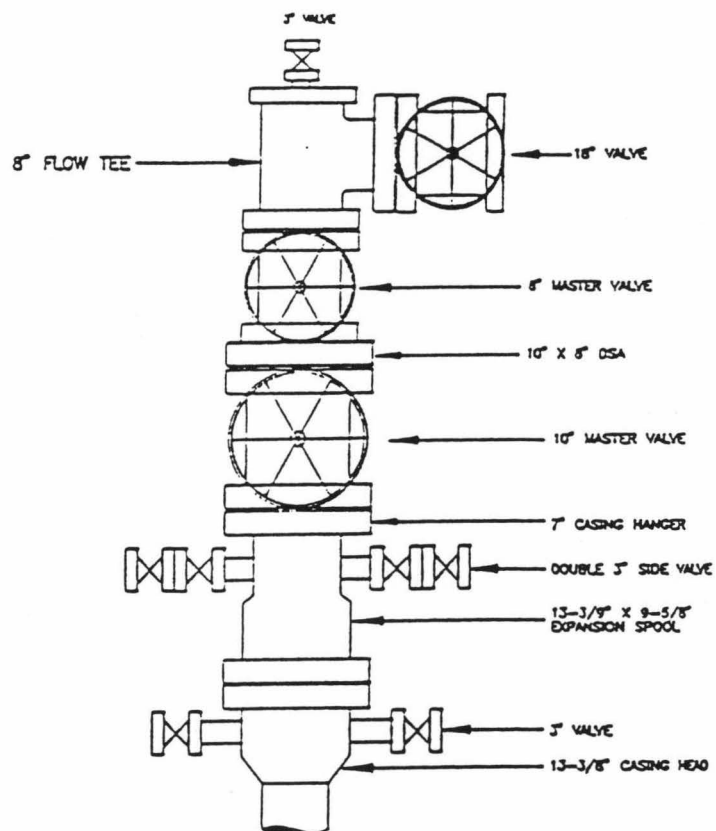 3" VALVE
8" FLOW TEE
18" VALVE
8" MASTER VALVE
10" X 8" DSA
10" MASTER VALVE
7" CASING HANGER
DOUBLE 3" SIDE VALVE
13-3/9" X 9-5/8"
EXPANSION SPOOL
3" VALVE
13-3/8" CASING HEAD